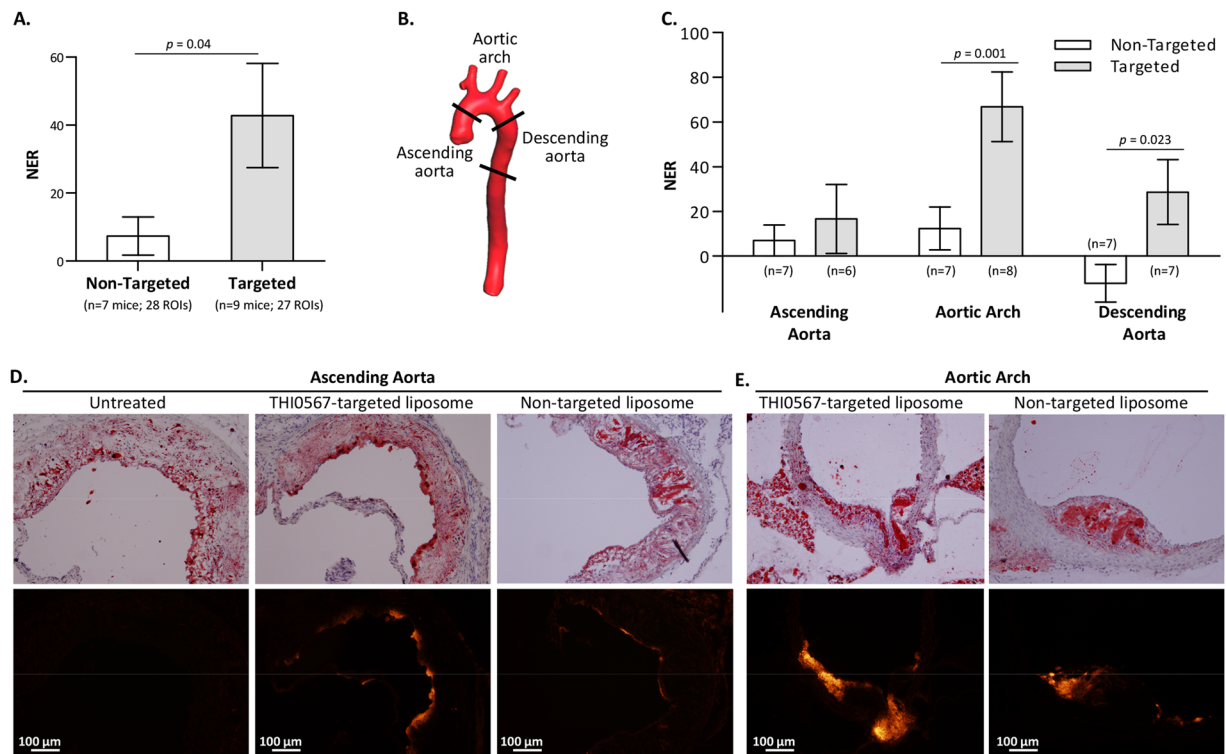 A.
p = 0.04
60
40
20
0
NER
Non-Targeted
Targeted
(n=7 mice; 28 ROIs)
(n=9 mice; 27 ROIs)
B.
Aortic
arch
Ascending
aorta
Descending
aorta
C.
100
80
60
40
20
0
NER
Non-Targeted
Targeted
p = 0.001
p = 0.023
(n=7)
(n=6)
(n=7)
(n=8)
(n=7)
(n=7)
Ascending
Aorta
Aortic Arch
Descending
Aorta
D.
Ascending Aorta
Untreated
THI0567-targeted liposome
Non-targeted liposome
100 µm
100 µm
100 µm
E.
Aortic Arch
THI0567-targeted liposome
Non-targeted liposome
100 µm
100 µm